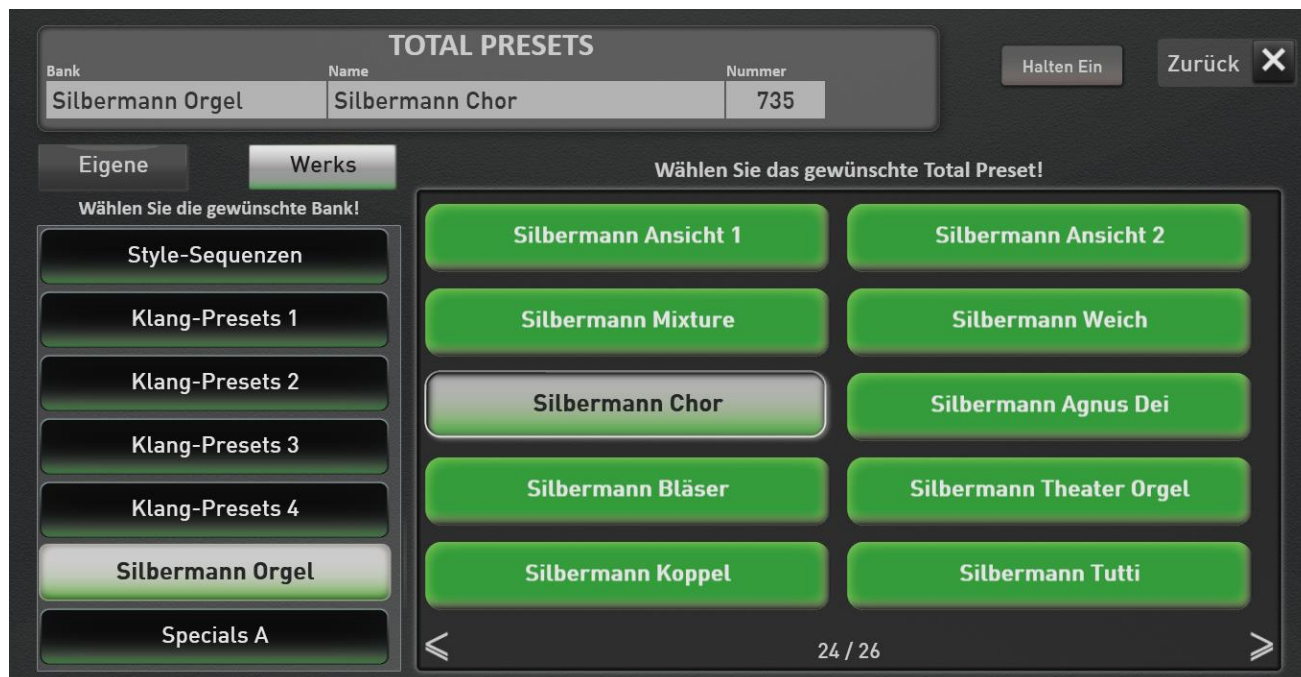 TOTAL PRESETS
Bank Name Nummer
Silbermann Orgel Silbermann Chor 735
Halten Ein
Zurück
Eigene Werks
Wählen Sie die gewünschte Bank!
Style-Sequenzen
Klang-Presets 1
Klang-Presets 2
Klang-Presets 3
Klang-Presets 4
Silbermann Orgel
Specials A
Wählen Sie das gewünschte Total Preset!
Silbermann Ansicht 1 Silbermann Ansicht 2
Silbermann Mixture Silbermann Weich
Silbermann Chor Silbermann Agnus Dei
Silbermann Bläser Silbermann Theater Orgel
Silbermann Koppel Silbermann Tutti
24 / 26